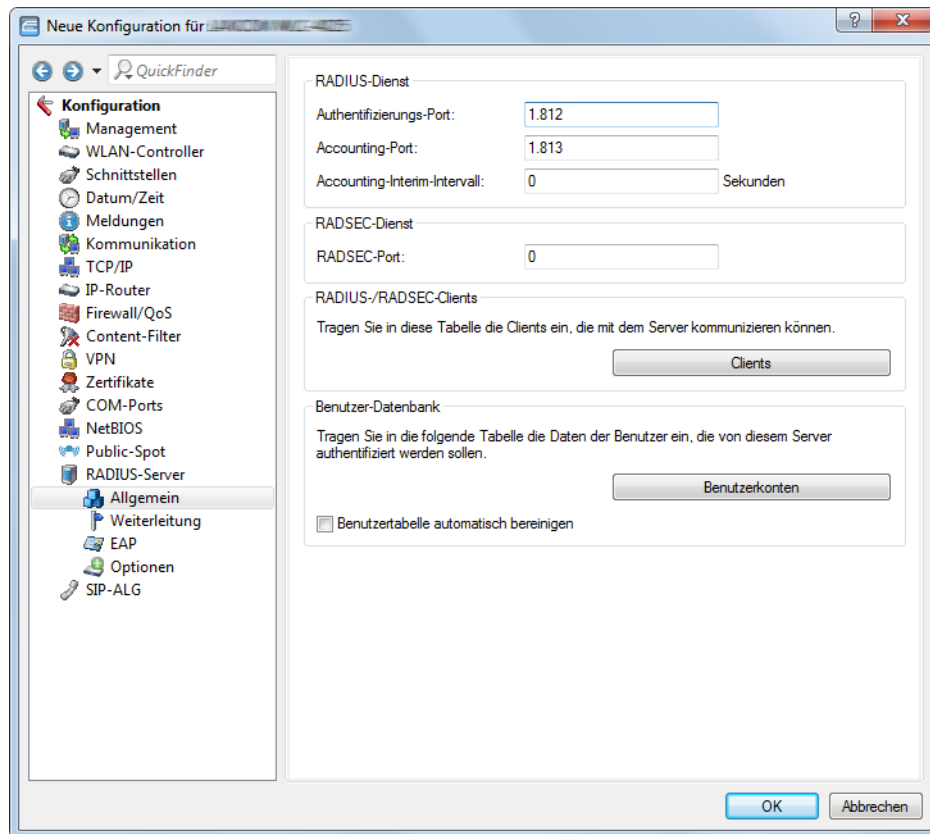 Neue Konfiguration für
QuickFinder
Konfiguration
Management
WLAN-Controller
Schnittstellen
Datum/Zeit
Meldungen
Kommunikation
TCP/IP
IP-Router
Firewall/QoS
Content-Filter
VPN
Zertifikate
COM-Ports
NetBIOS
Public-Spot
RADIUS-Server
Allgemein
Weiterleitung
EAP
Optionen
SIP-ALG
RADIUS-Dienst
Authentifizierungs-Port: 1.812
Accounting-Port: 1.813
Accounting-Interim-Intervall: 0 Sekunden
RADSEC-Dienst
RADSEC-Port: 0
RADIUS-/RADSEC-Clients
Tragen Sie in diese Tabelle die Clients ein, die mit dem Server kommunizieren können.
Clients
Benutzer-Datenbank
Tragen Sie in die folgende Tabelle die Daten der Benutzer ein, die von diesem Server
authentifiziert werden sollen.
Benutzerkonten
Benutzertabelle automatisch bereinigen
OK Abbrechen